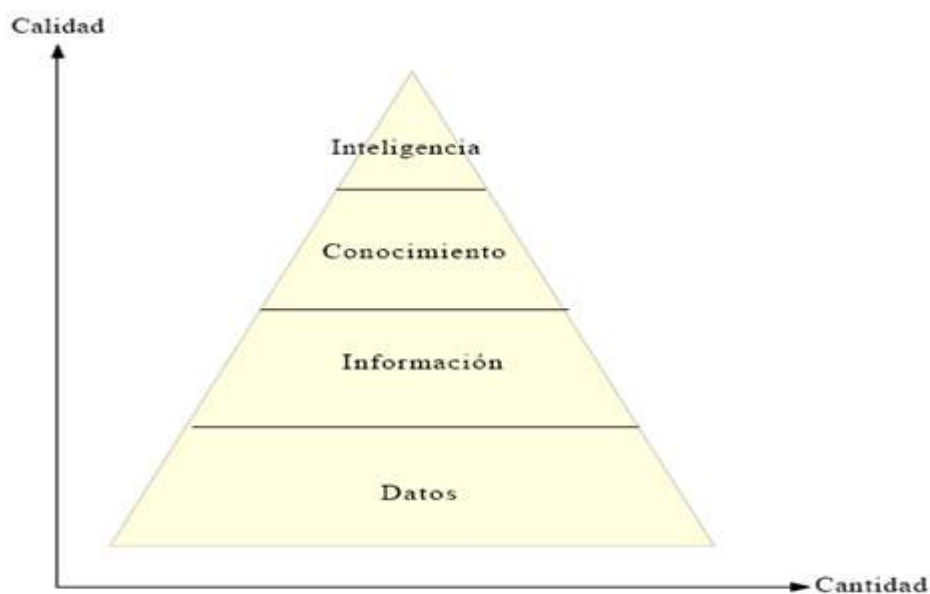 Calidad
Inteligencia
Conocimiento
Información
Datos
Cantidad